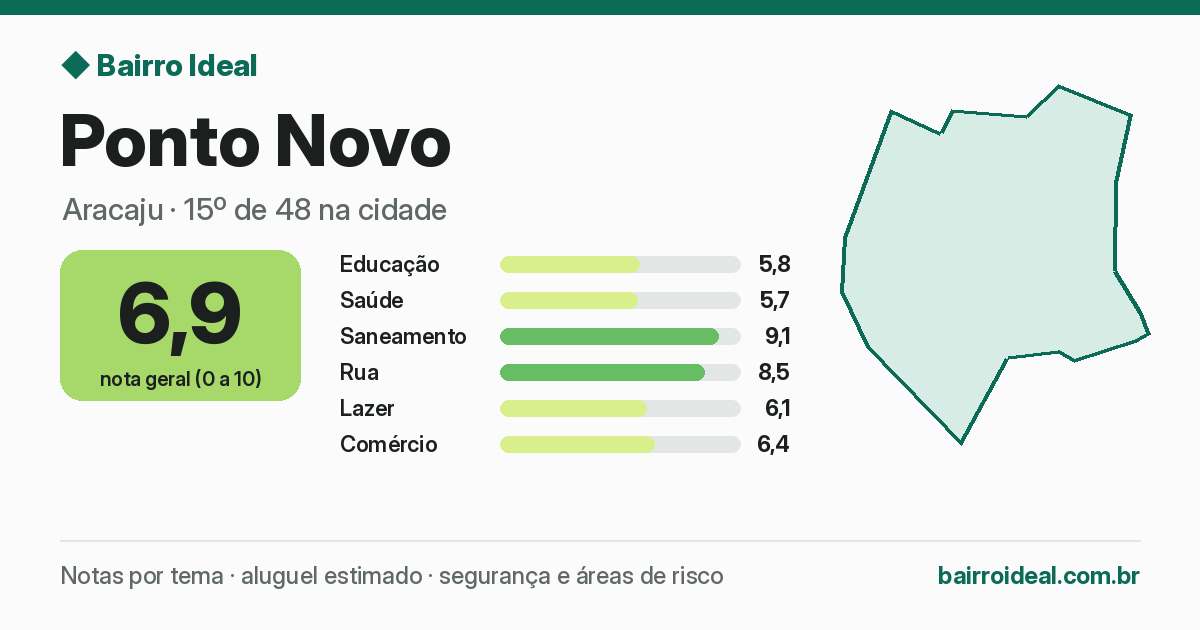 Bairro Ideal
Ponto Novo
Aracaju · 15º de 48 na cidade
6,9
nota geral (0 a 10)
Educação 5,8
Saúde 5,7
Saneamento 9,1
Rua 8,5
Lazer 6,1
Comércio 6,4
Notas por tema · aluguel estimado · segurança e áreas de risco
bairroideal.com.br